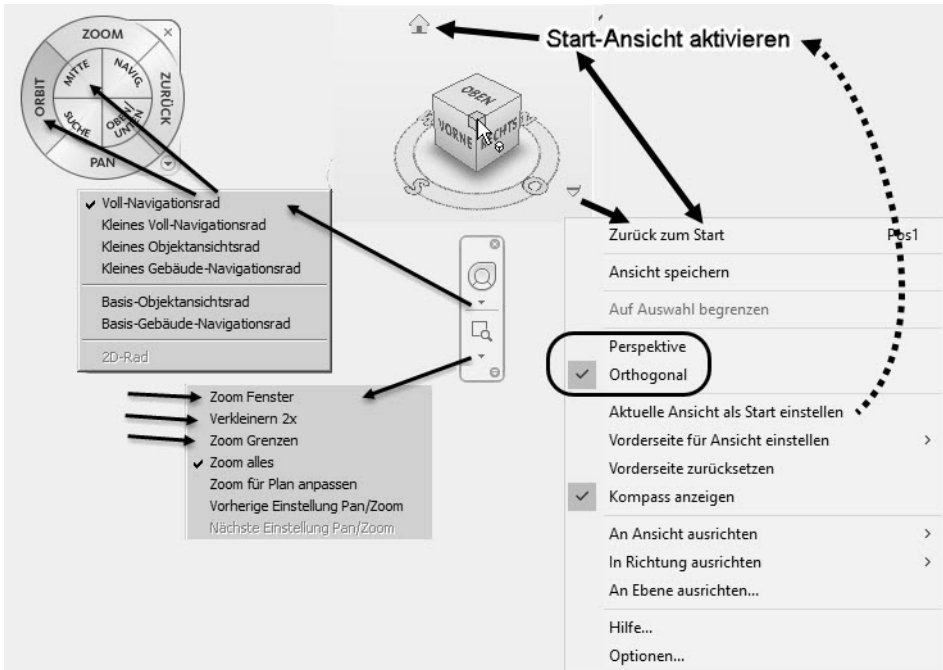 ZOOM
MITTE
NAVIG.
ORBIT
ZURÜCK
SUCHE
OBEN/
UNTEN
PAN
Start-Ansicht aktivieren
OBEN
VORNE
RECHTS
S
O
Voll-Navigationsrad
Kleines Voll-Navigationsrad
Kleines Objektansichtsrad
Kleines Gebäude-Navigationsrad
Basis-Objektansichtsrad
Basis-Gebäude-Navigationsrad
2D-Rad
Zoom Fenster
Verkleinern 2x
Zoom Grenzen
Zoom alles
Zoom für Plan anpassen
Vorherige Einstellung Pan/Zoom
Nächste Einstellung Pan/Zoom
Zurück zum Start Pos1
Ansicht speichern
Auf Auswahl begrenzen
Perspektive
Orthogonal
Aktuelle Ansicht als Start einstellen
Vorderseite für Ansicht einstellen
Vorderseite zurücksetzen
Kompass anzeigen
An Ansicht ausrichten
In Richtung ausrichten
An Ebene ausrichten...
Hilfe...
Optionen...